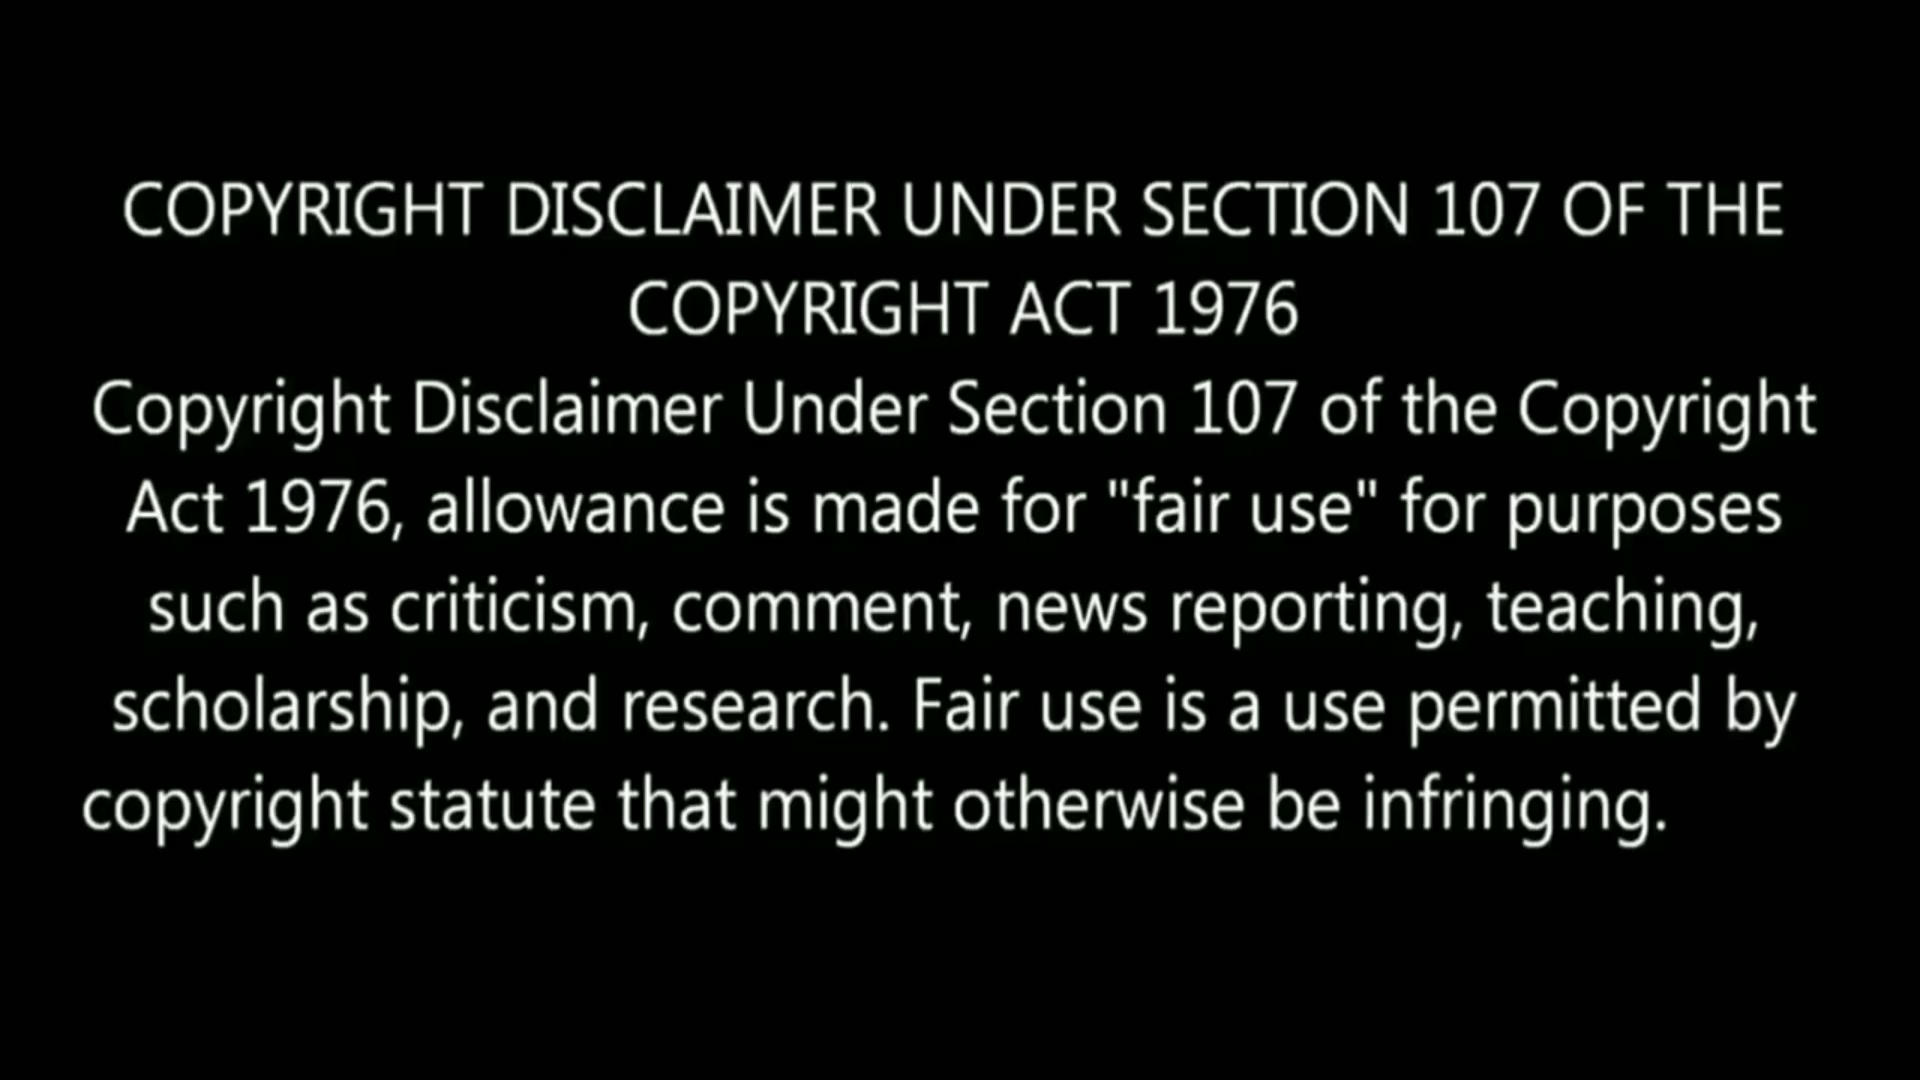 COPYRIGHT DISCLAIMER UNDER SECTION 107 OF THE
COPYRIGHT ACT 1976
Copyright Disclaimer Under Section 107 of the Copyright
Act 1976, allowance is made for "fair use" for purposes
such as criticism, comment, news reporting, teaching,
scholarship, and research. Fair use is a use permitted by
copyright statute that might otherwise be infringing.